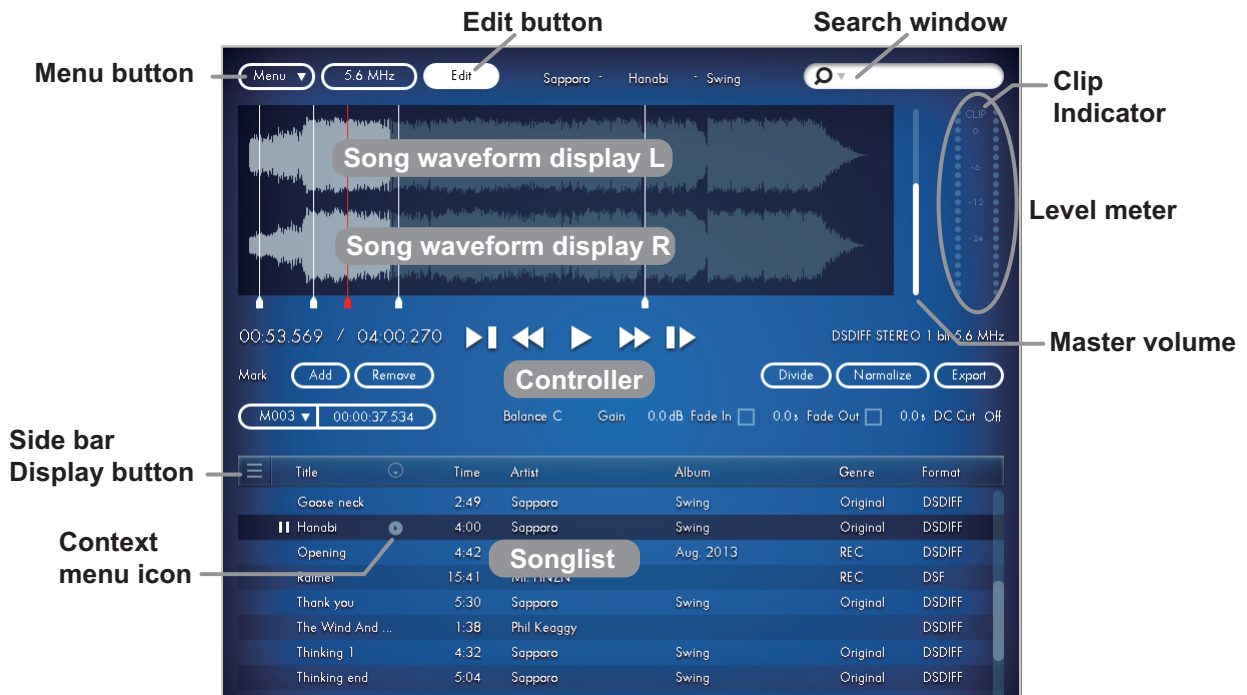 Edit button
Search window
Menu button
Menu ▼
5.6 MHz
Edit
Sapporo - Hanabi - Swing
Clip
Indicator
CLIP
0
-6
-12
-24
Level meter
Song waveform display L
Song waveform display R
00:53.569 / 04:00.270
DSDIFF STEREO 1 bit 5.6 MHz
Master volume
Mark
Add
Remove
Controller
Divide
Normalize
Export
M003 ▼ 00:00:37.534
Balance C Gain 0.0 dB Fade In 0.0 s Fade Out 0.0 s DC Cut Off
Side bar
Display button
Title Time Artist Album Genre Format
Goose neck 2:49 Sapporo Swing Original DSDIFF
Hanabi 4:00 Sapporo Swing Original DSDIFF
Context
menu icon
Opening 4:42 Aug. 2013 REC DSDIFF
Songlist
15:41 REC DSF
Thank you 5:30 Sapporo Swing Original DSDIFF
The Wind And ... 1:38 Phil Keaggy DSDIFF
Thinking 1 4:32 Sapporo Swing Original DSDIFF
Thinking end 5:04 Sapporo Swing Original DSDIFF